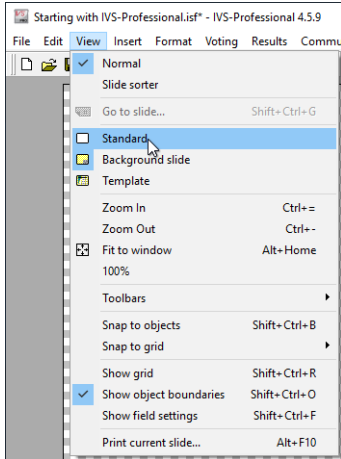 Starting with IVS-Professional.isf* - IVS-Professional 4.5.9
File Edit View Insert Format Voting Results Commu
Normal
Slide sorter
Go to slide... Shift+Ctrl+G
Standard
Background slide
Template
Zoom In Ctrl+=
Zoom Out Ctrl+-
Fit to window Alt+Home
100%
Toolbars
Snap to objects Shift+Ctrl+B
Snap to grid
Show grid Shift+Ctrl+R
Show object boundaries Shift+Ctrl+O
Show field settings Shift+Ctrl+F
Print current slide... Alt+F10